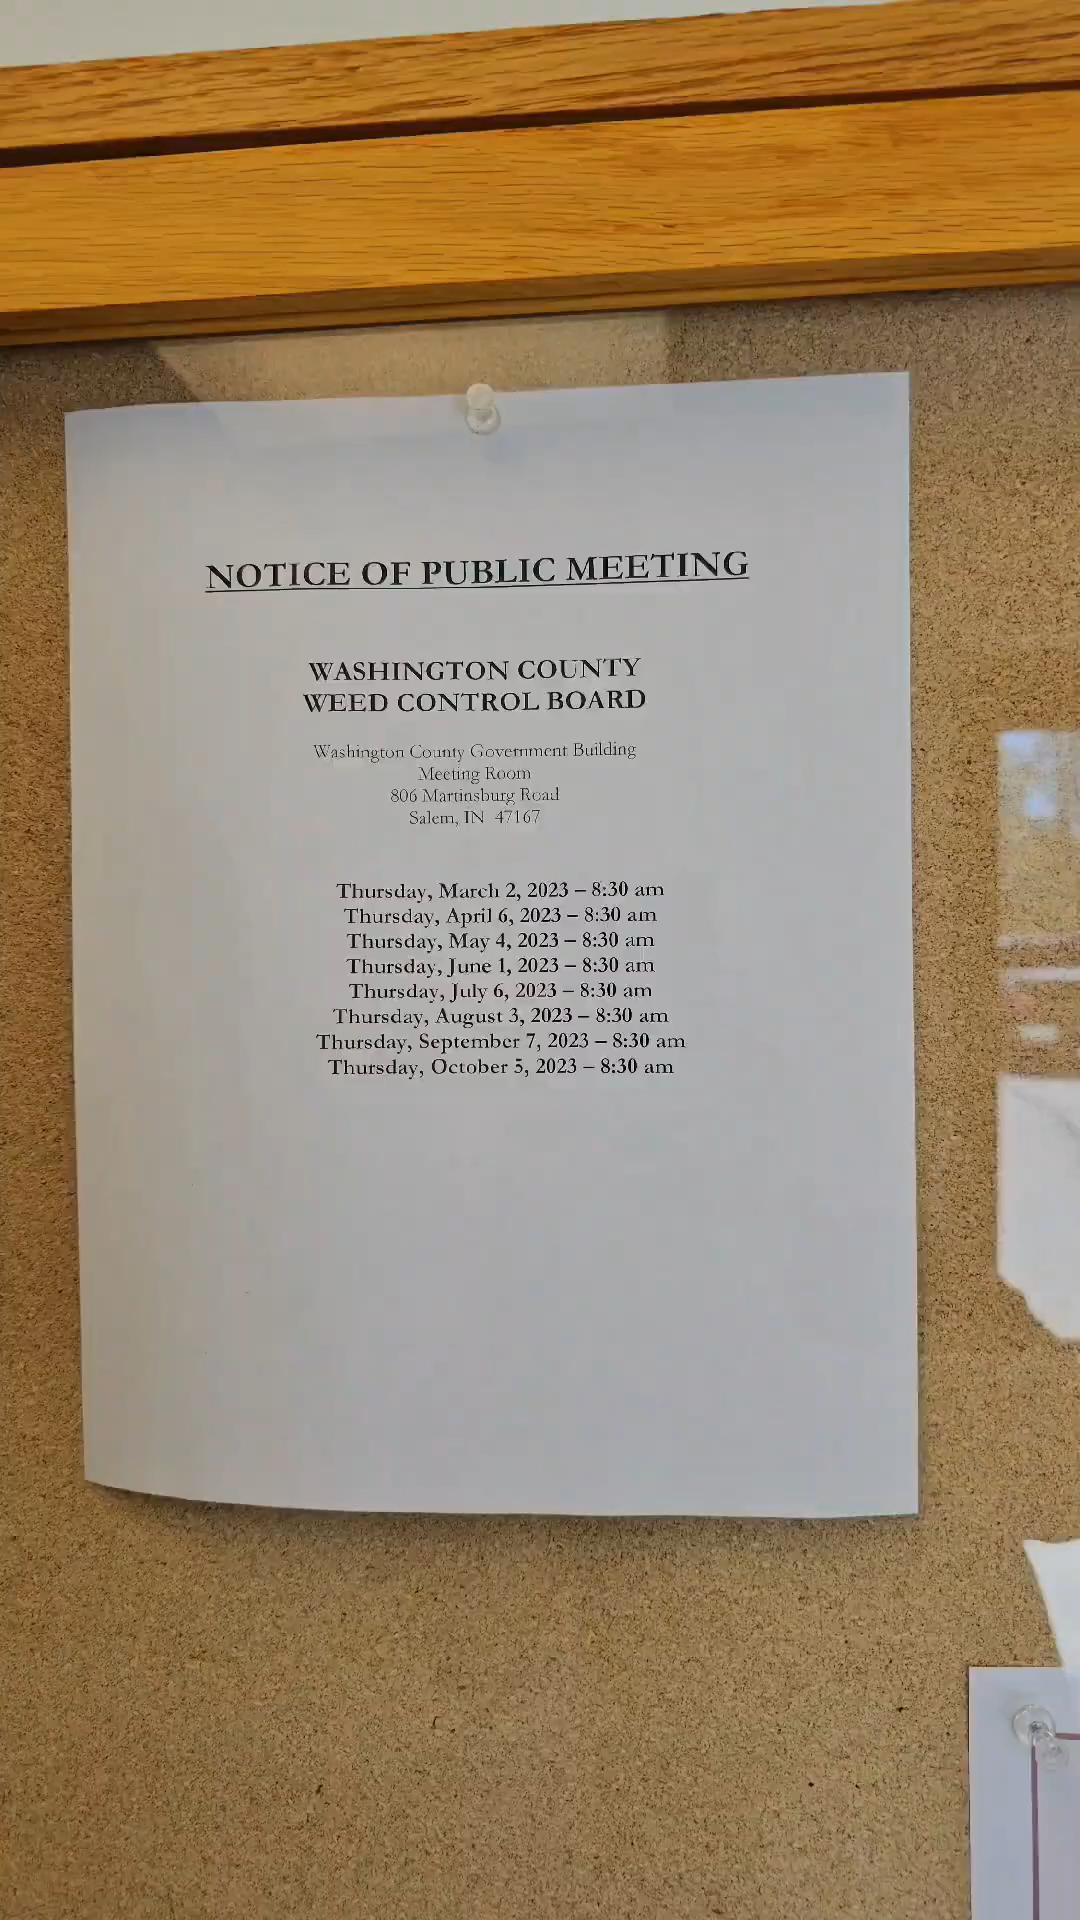 NOTICE OF PUBLIC MEETING
WASHINGTON COUNTY
WEED CONTROL BOARD
Washington County Government Building
Meeting Room
806 Martinsburg Road
Salem, IN 47167
Thursday, March 2, 2023 – 8:30 am
Thursday, April 6, 2023 – 8:30 am
Thursday, May 4, 2023 – 8:30 am
Thursday, June 1, 2023 – 8:30 am
Thursday, July 6, 2023 – 8:30 am
Thursday, August 3, 2023 – 8:30 am
Thursday, September 7, 2023 – 8:30 am
Thursday, October 5, 2023 – 8:30 am